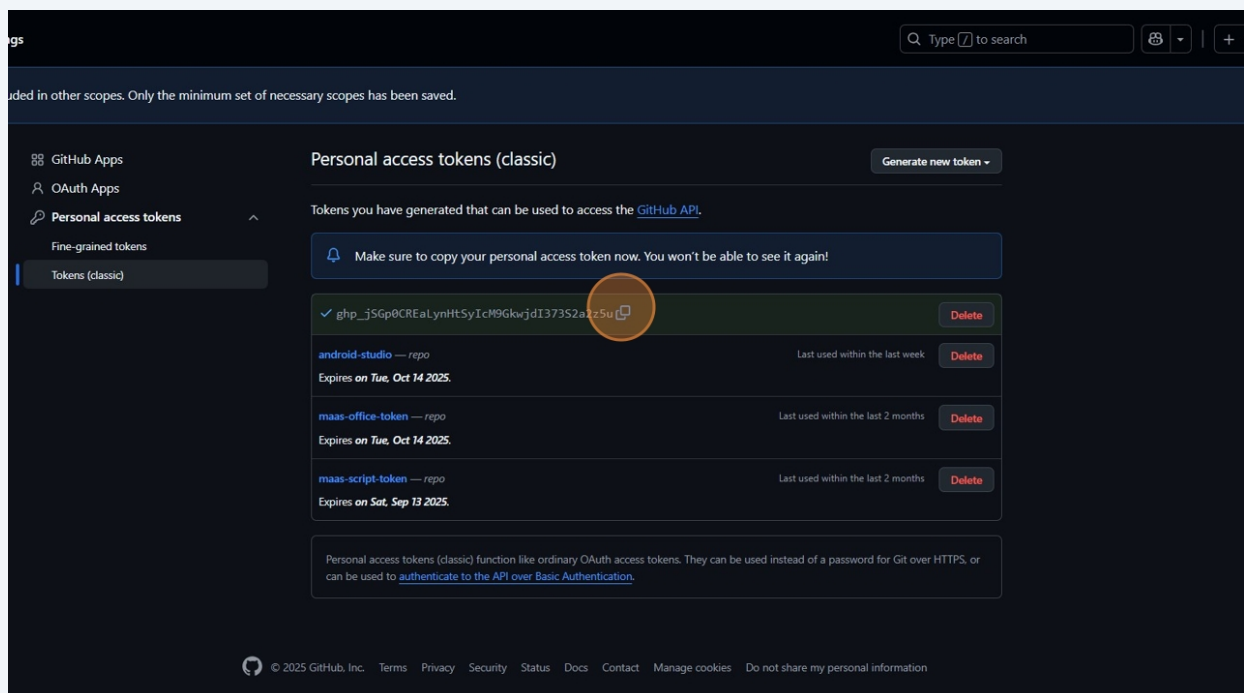 ngs
Type / to search
uded in other scopes. Only the minimum set of necessary scopes has been saved.
GitHub Apps
OAuth Apps
Personal access tokens
Fine-grained tokens
Tokens (classic)
Personal access tokens (classic)
Generate new token
Tokens you have generated that can be used to access the GitHub API.
Make sure to copy your personal access token now. You won't be able to see it again!
Delete
android-studio — repo
Last used within the last week
Delete
Expires on Tue, Oct 14 2025.
maas-office-token — repo
Last used within the last 2 months
Delete
Expires on Tue, Oct 14 2025.
maas-script-token — repo
Last used within the last 2 months
Delete
Expires on Sat, Sep 13 2025.
Personal access tokens (classic) function like ordinary OAuth access tokens. They can be used instead of a password for Git over HTTPS, or
can be used to authenticate to the API over Basic Authentication.
© 2025 GitHub, Inc. Terms Privacy Security Status Docs Contact Manage cookies Do not share my personal information